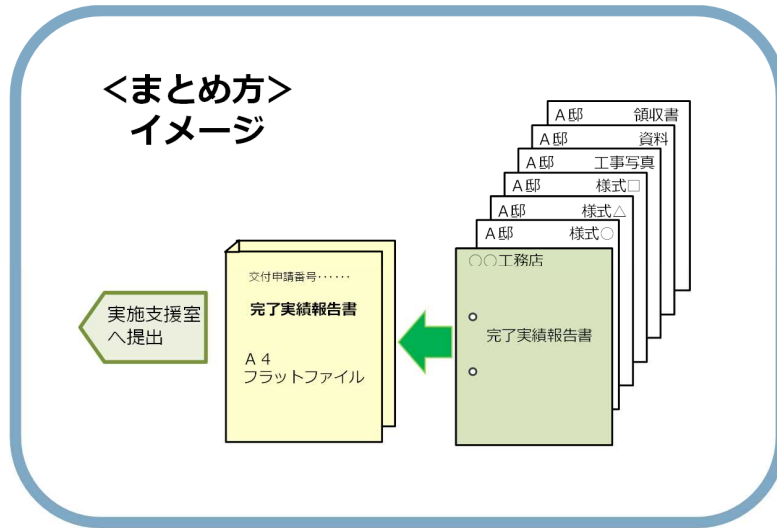 <まとめ方>
イメージ
A邸 領収書
A邸 資料
A邸 工事写真
A邸 様式□
A邸 様式△
A邸 様式○
○○工務店
完了実績報告書
交付申請番号‥‥‥
完了実績報告書
A4
フラットファイル
実施支援室
へ提出